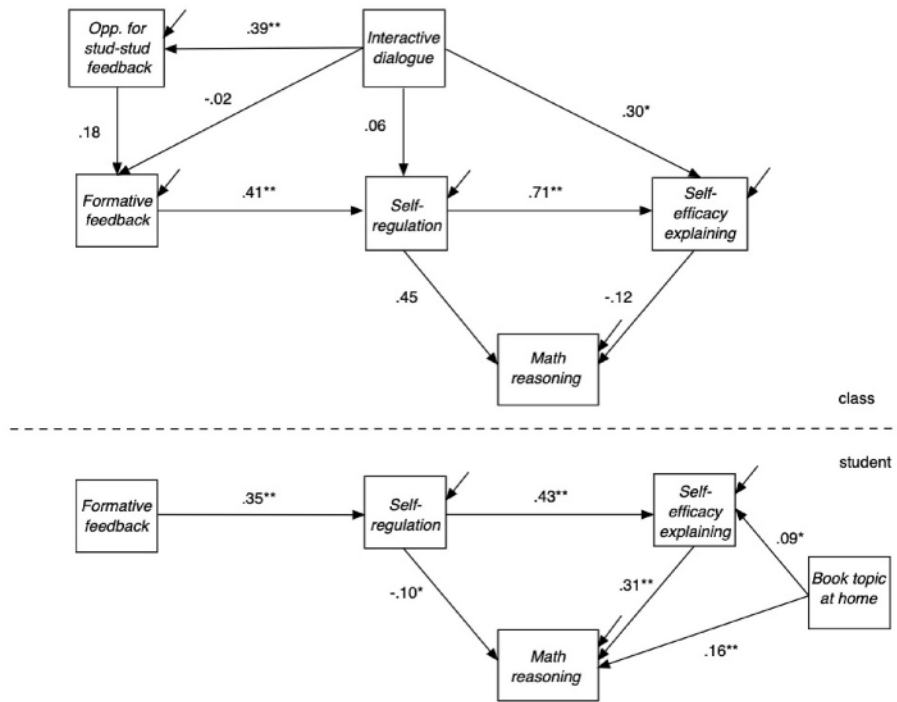 Opp. for
stud-stud
feedback
.39**
Interactive
dialogue
-.02
.18
.06
.30*
Formative
feedback
.41**
Self-
regulation
.71**
Self-
efficacy
explaining
.45
-.12
Math
reasoning
class
student
Formative
feedback
.35**
Self-
regulation
.43**
Self-
efficacy
explaining
.09*
Book topic
at home
-.10*
.31**
.16**
Math
reasoning